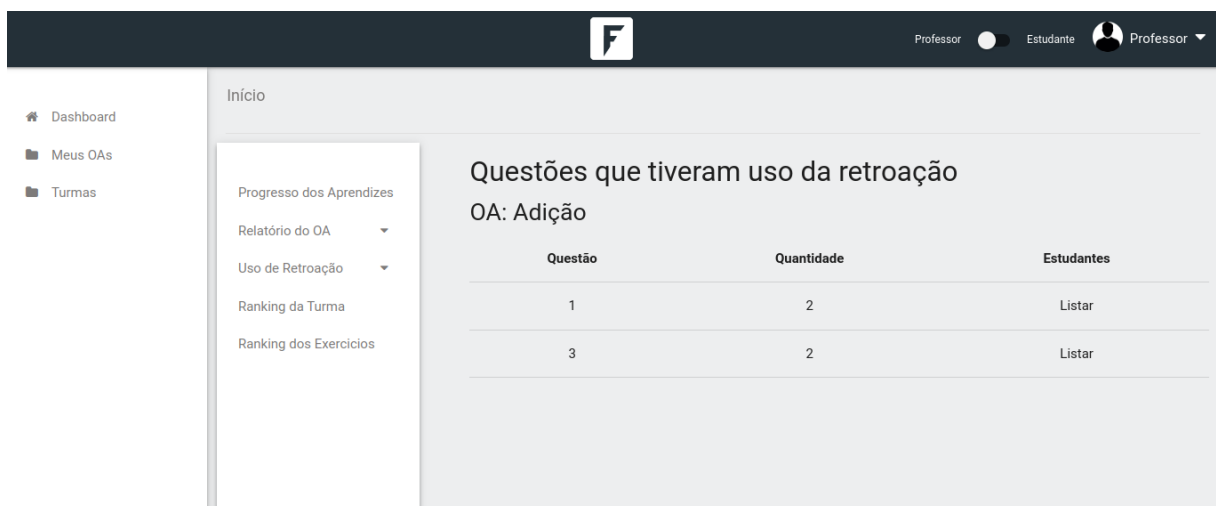 F
Professor Estudante Professor
Dashboard
Meus OAs
Turmas
Início
Progresso dos Aprendizes
Relatório do OA
Uso de Retroação
Ranking da Turma
Ranking dos Exercicios
Questões que tiveram uso da retroação
OA: Adição
Questão Quantidade Estudantes
1 2 Listar
3 2 Listar